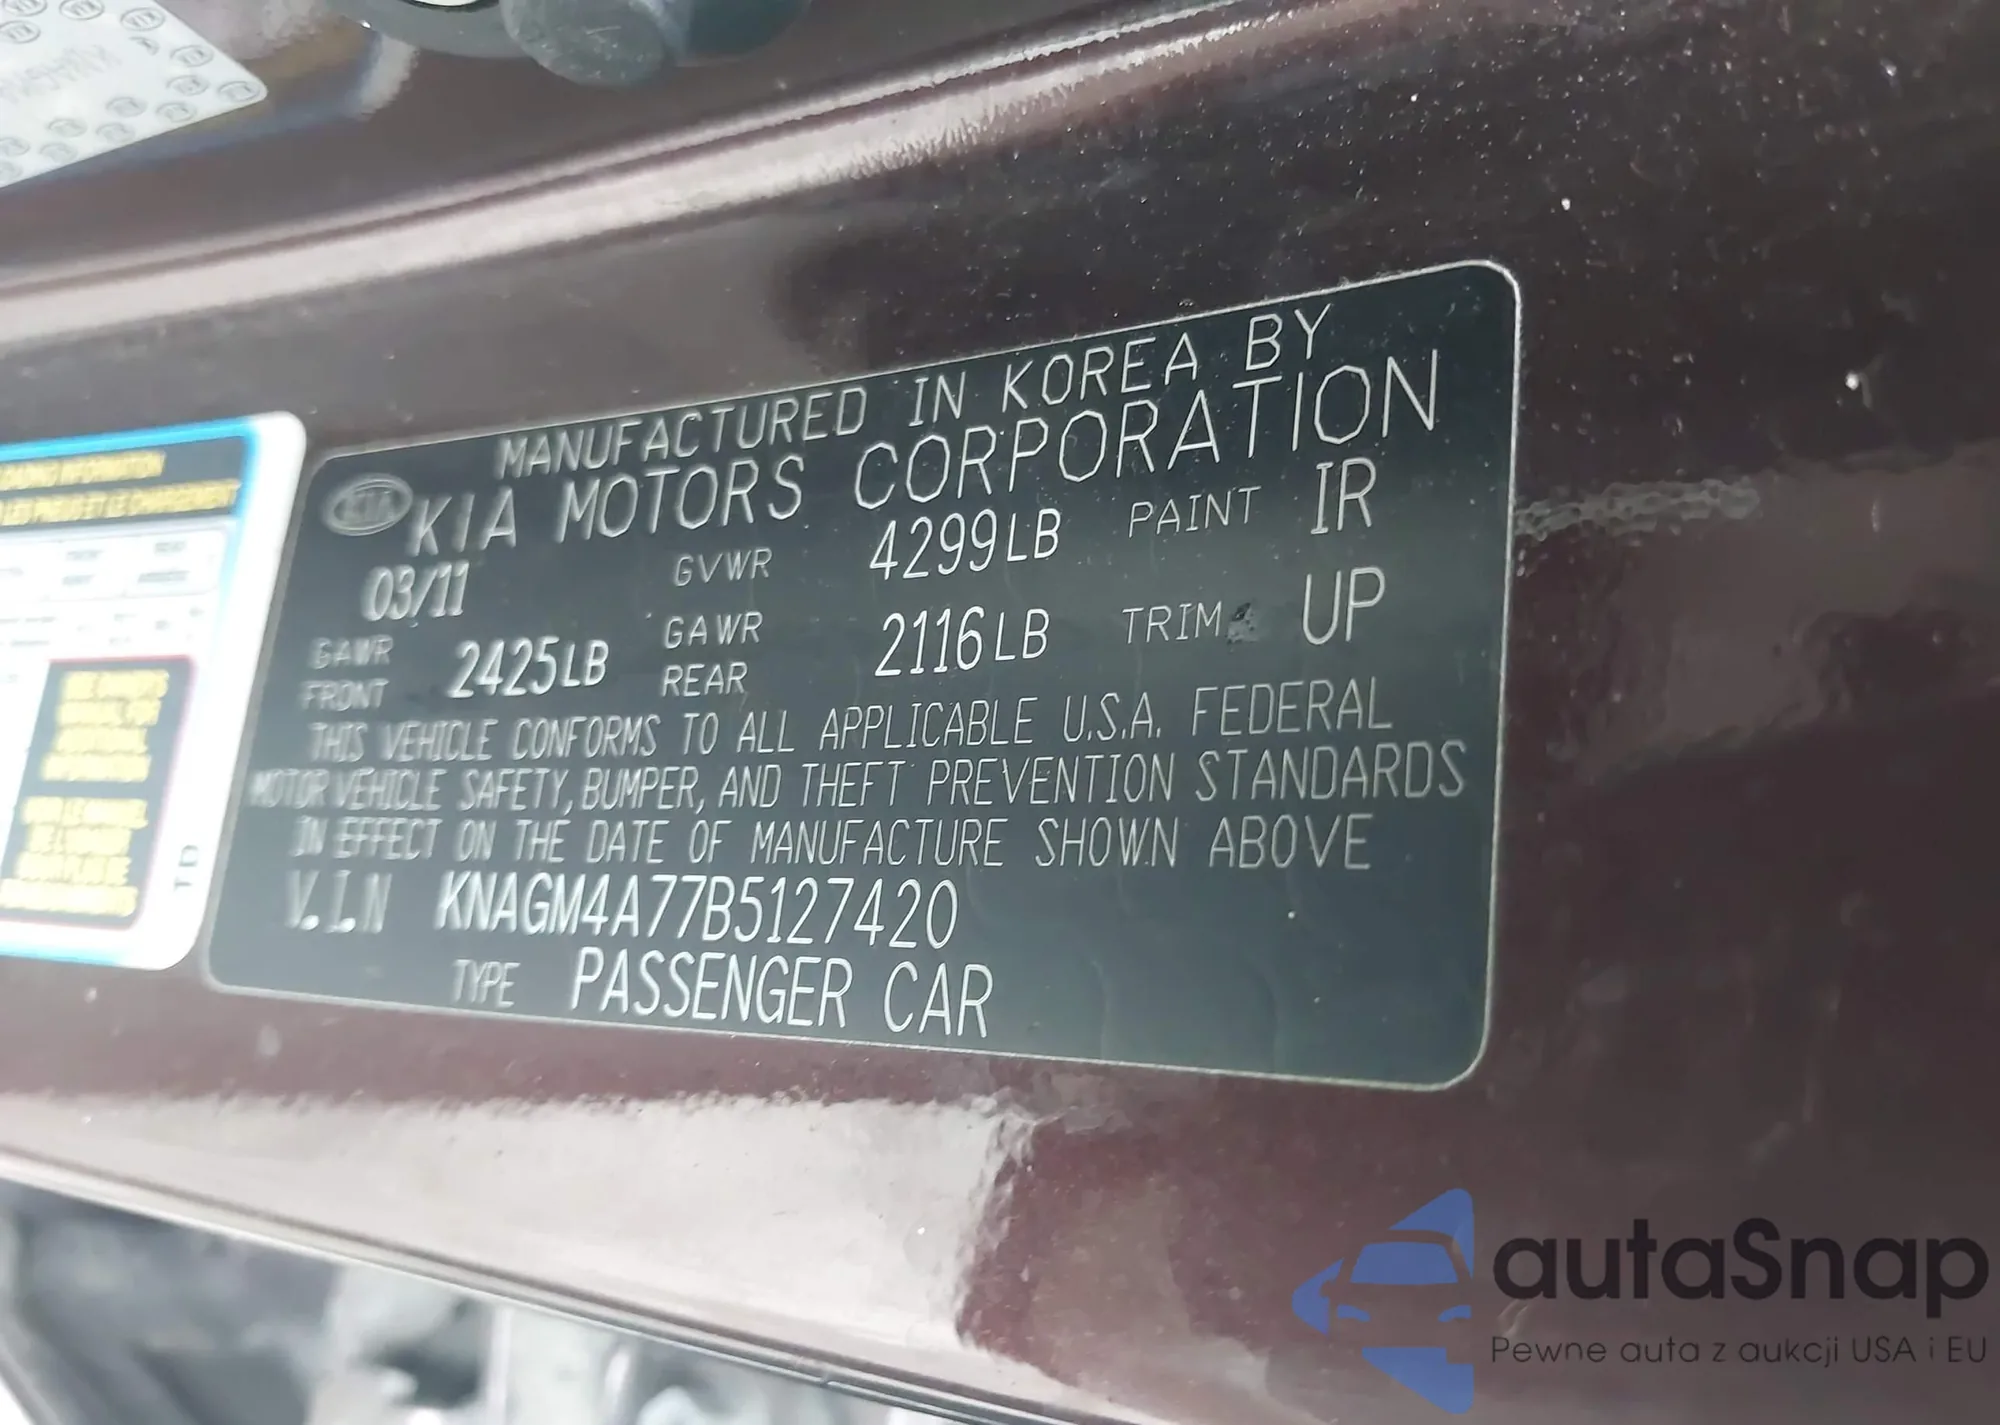 MANUFACTURED IN KOREA BY
KIA KIA MOTORS CORPORATION
03/11 GVWR 4299LB PAINT IR
GAWR FRONT 2425LB GAWR REAR 2116LB TRIM UP
THIS VEHICLE CONFORMS TO ALL APPLICABLE U.S.A. FEDERAL
MOTOR VEHICLE SAFETY, BUMPER, AND THEFT PREVENTION STANDARDS
IN EFFECT ON THE DATE OF MANUFACTURE SHOWN ABOVE
V.I.N KNAGM4A77B5127420
TYPE PASSENGER CAR
TD
autaSnap
Pewne auta z aukcji USA i EU